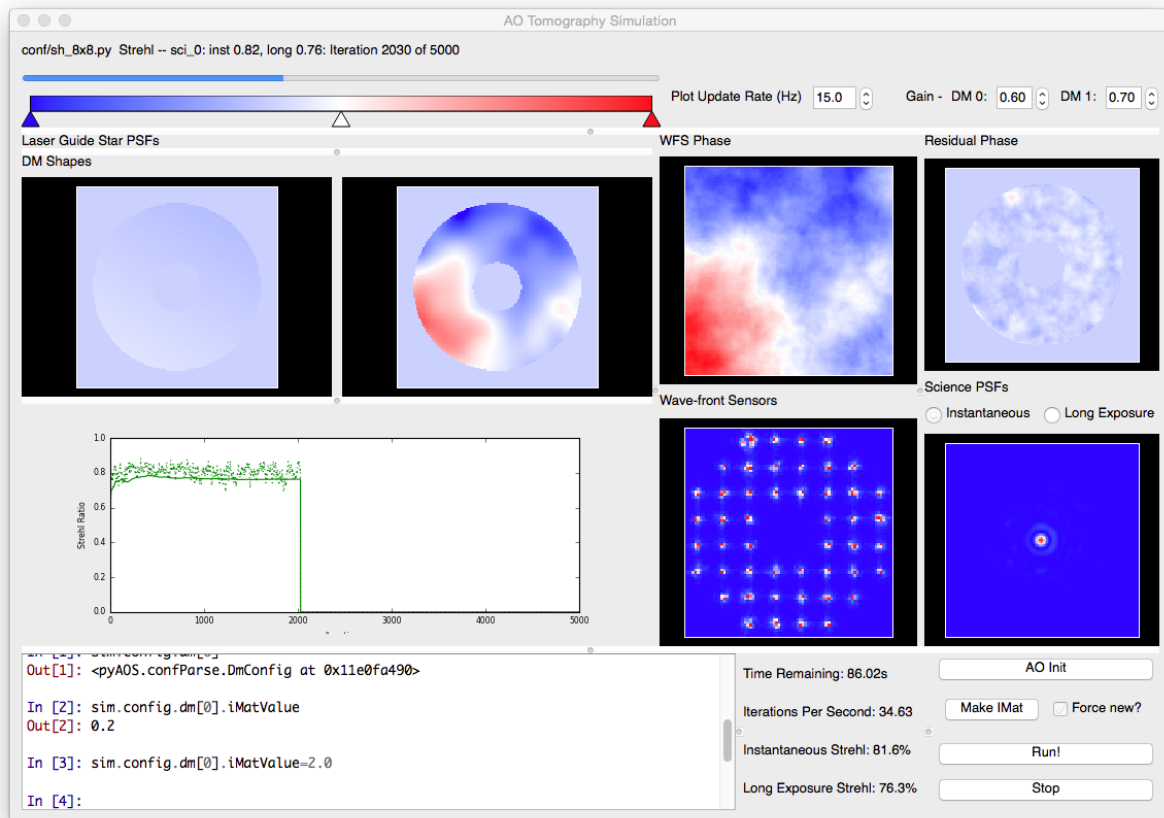 AO Tomography Simulation
conf/sh_8x8.py Strehl -- sci_0: inst 0.82, long 0.76: Iteration 2030 of 5000
Plot Update Rate (Hz) 15.0 Gain - DM 0: 0.60 DM 1: 0.70
Laser Guide Star PSFs
DM Shapes
WFS Phase
Residual Phase
Wave-front Sensors
Science PSFs
Instantaneous Long Exposure
1.0
0.8
0.6
0.4
0.2
0.0
Strehl Ratio
0 1000 2000 3000 4000 5000
Out[1]: <pyAOS.confParse.DmConfig at 0x11e0fa490>
In [2]: sim.config.dm[0].iMatValue
Out[2]: 0.2
In [3]: sim.config.dm[0].iMatValue=2.0
In [4]:
Time Remaining: 86.02s
Iterations Per Second: 34.63
Instantaneous Strehl: 81.6%
Long Exposure Strehl: 76.3%
AO Init
Make IMat Force new?
Run!
Stop